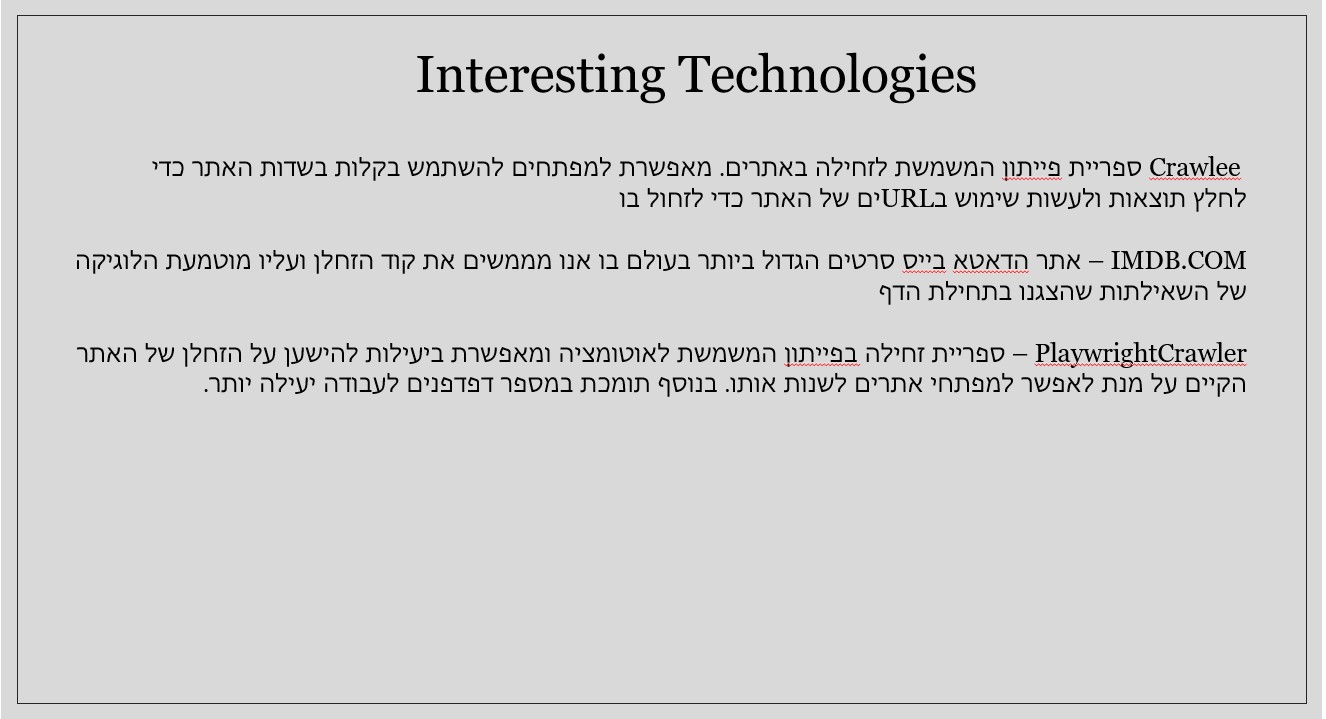 Interesting Technologies
Crawlee ספריית פייתון המשמשת לזחילה באתרים. מאפשרת למפתחים להשתמש בקלות בשדות האתר כדי
לחלץ תוצאות ולעשות שימוש בURLים של האתר כדי לזחול בו
IMDB.COM – אתר הדאטא בייס סרטים הגדול ביותר בעולם בו אנו מממשים את קוד הזחלן ועליו מוטמעת הלוגיקה
של השאילתות שהצגנו בתחילת הדף
PlaywrightCrawler – ספריית זחילה בפייתון המשמשת לאוטומציה ומאפשרת ביעילות להישען על הזחלן של האתר
הקיים על מנת לאפשר למפתחי אתרים לשנות אותו. בנוסף תומכת במספר דפדפנים לעבודה יעילה יותר.